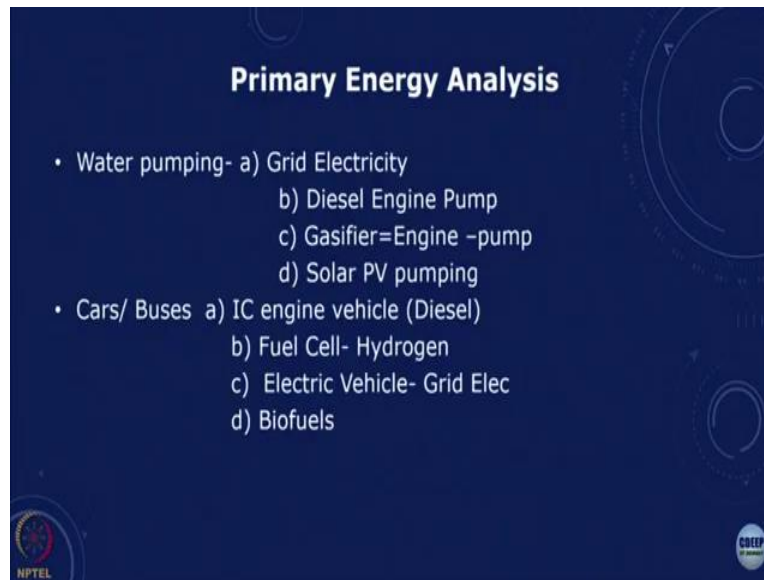 Primary Energy Analysis
• Water pumping- a) Grid Electricity
b) Diesel Engine Pump
c) Gasifier=Engine –pump
d) Solar PV pumping
• Cars/ Buses a) IC engine vehicle (Diesel)
b) Fuel Cell- Hydrogen
c) Electric Vehicle- Grid Elec
d) Biofuels
NPTEL
CDEEP